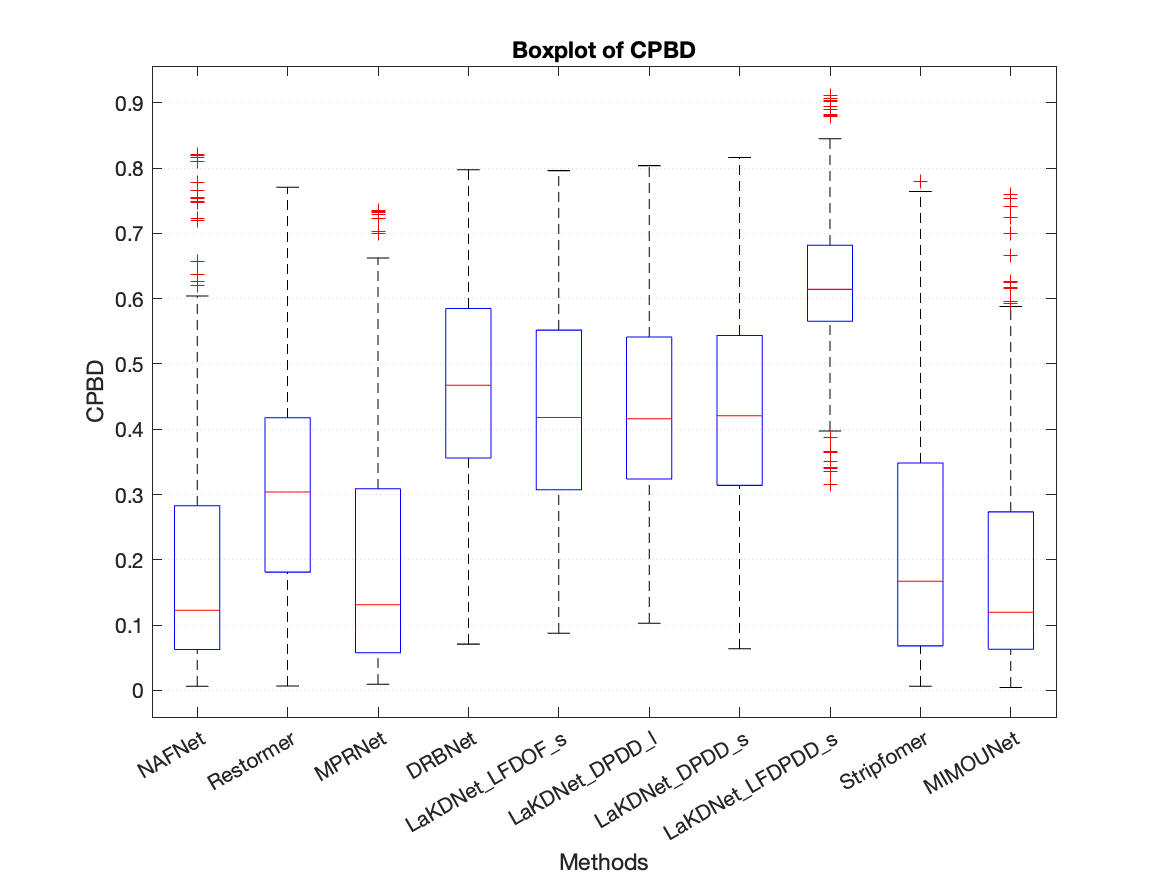 Boxplot of CPBD
CPBD
0.9
0.8
0.7
0.6
0.5
0.4
0.3
0.2
0.1
0
NAFNet
Restormer
MPRNet
DRBNet
LaKDNet_LFDOF_s
LaKDNet_DPDD_l
LaKDNet_DPDD_s
LaKDNet_LFDPDD_s
Stripfomer
MIMOUNet
Methods